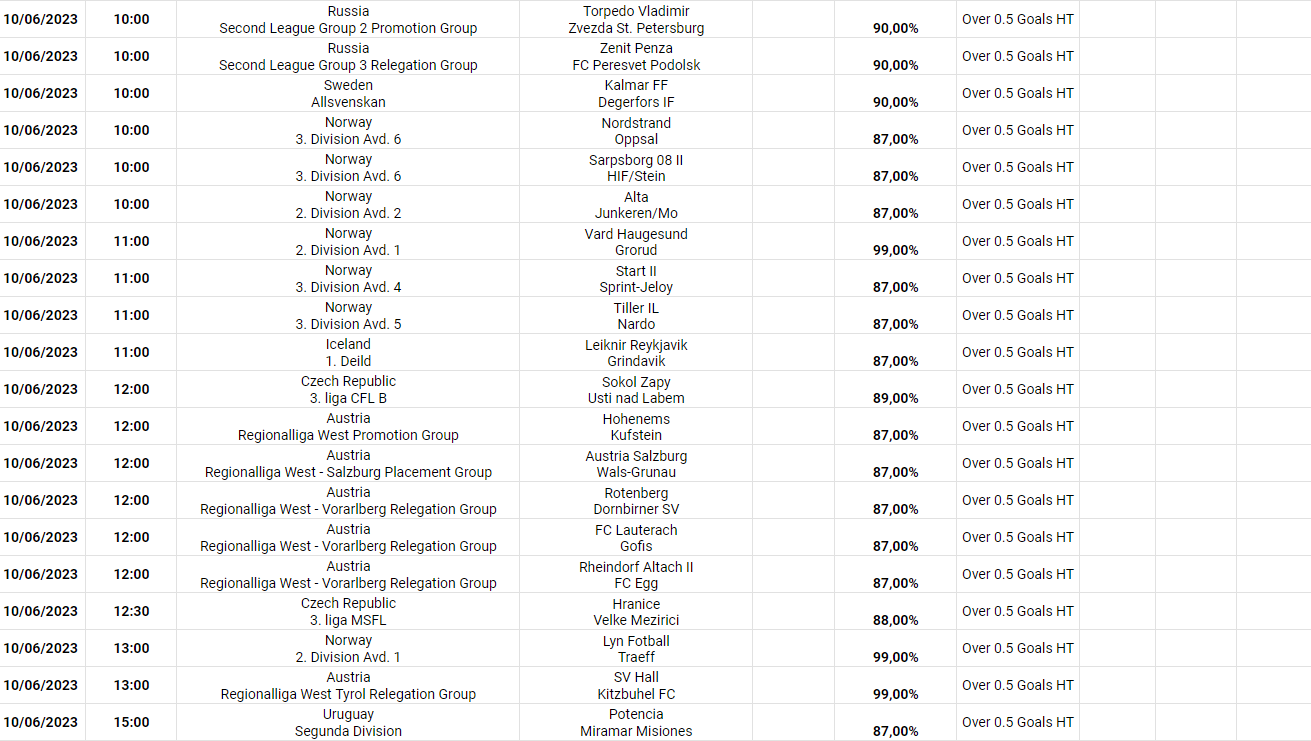 10/06/2023 10:00 Russia Torpedo Vladimir 90,00% Over 0.5 Goals HT
Second League Group 2 Promotion Group Zvezda St. Petersburg
10/06/2023 10:00 Russia Zenit Penza 90,00% Over 0.5 Goals HT
Second League Group 3 Relegation Group FC Peresvet Podolsk
10/06/2023 10:00 Sweden Kalmar FF 90,00% Over 0.5 Goals HT
Allsvenskan Degerfors IF
10/06/2023 10:00 Norway Nordstrand 87,00% Over 0.5 Goals HT
3. Division Avd. 6 Oppsal
10/06/2023 10:00 Norway Sarpsborg 08 II 87,00% Over 0.5 Goals HT
3. Division Avd. 6 HIF/Stein
10/06/2023 10:00 Norway Alta 87,00% Over 0.5 Goals HT
2. Division Avd. 2 Junkeren/Mo
10/06/2023 11:00 Norway Vard Haugesund 99,00% Over 0.5 Goals HT
2. Division Avd. 1 Grorud
10/06/2023 11:00 Norway Start II 87,00% Over 0.5 Goals HT
3. Division Avd. 4 Sprint-Jeloy
10/06/2023 11:00 Norway Tiller IL 87,00% Over 0.5 Goals HT
3. Division Avd. 5 Nardo
10/06/2023 11:00 Iceland Leiknir Reykjavik 87,00% Over 0.5 Goals HT
1. Deild Grindavik
10/06/2023 12:00 Czech Republic Sokol Zapy 89,00% Over 0.5 Goals HT
3. liga CFL B Usti nad Labem
10/06/2023 12:00 Austria Hohenems 87,00% Over 0.5 Goals HT
Regionalliga West Promotion Group Kufstein
10/06/2023 12:00 Austria Austria Salzburg 87,00% Over 0.5 Goals HT
Regionalliga West - Salzburg Placement Group Wals-Grunau
10/06/2023 12:00 Austria Rotenberg 87,00% Over 0.5 Goals HT
Regionalliga West - Vorarlberg Relegation Group Dornbirner SV
10/06/2023 12:00 Austria FC Lauterach 87,00% Over 0.5 Goals HT
Regionalliga West - Vorarlberg Relegation Group Gofis
10/06/2023 12:00 Austria Rheindorf Altach II 87,00% Over 0.5 Goals HT
Regionalliga West - Vorarlberg Relegation Group FC Egg
10/06/2023 12:30 Czech Republic Hranice 88,00% Over 0.5 Goals HT
3. liga MSFL Velke Mezirici
10/06/2023 13:00 Norway Lyn Fotball 99,00% Over 0.5 Goals HT
2. Division Avd. 1 Traeff
10/06/2023 13:00 Austria SV Hall 99,00% Over 0.5 Goals HT
Regionalliga West Tyrol Relegation Group Kitzbuhel FC
10/06/2023 15:00 Uruguay Potencia 87,00% Over 0.5 Goals HT
Segunda Division Miramar Misiones